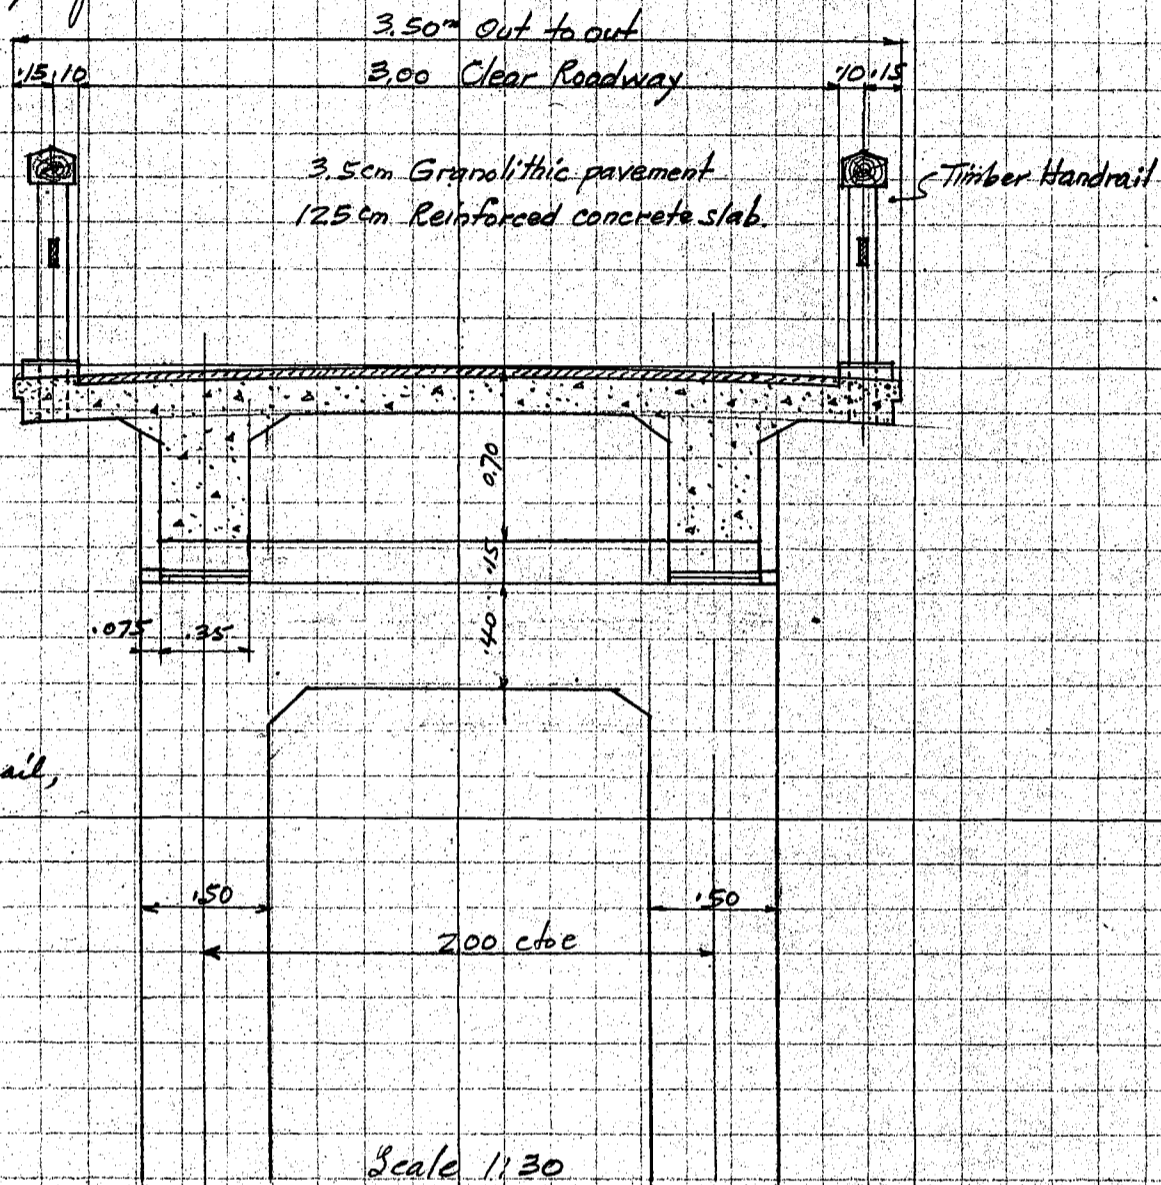 3.50ᵐ Out to out
.15 .10 3.00 Clear Roadway .10 .15
3.5cm Granolithic pavement
12.5cm Reinforced concrete slab.
Timber Handrail
0.70
.15
.40
.075 .35
ail,
.50 .50
2.00 ctoc
Scale 1:30